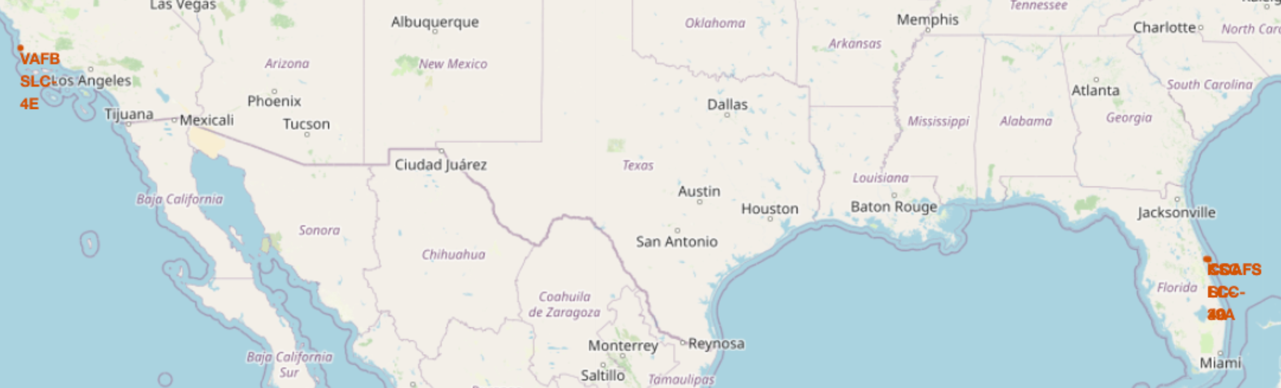 Las Vegas
Albuquerque
Oklahoma
Memphis
Tennessee
Charlotte
North Car
VAFB
SLC-
4E
Los Angeles
Arizona
New Mexico
Arkansas
Atlanta
South Carolina
Phoenix
Dallas
Tijuana
Mexicali
Tucson
Mississippi
Alabama
Georgia
Ciudad Juárez
Texas
Louisiana
Austin
Baja California
Houston
Baton Rouge
Jacksonville
Sonora
San Antonio
Chihuahua
Florida
Coahuila
de Zaragoza
Monterrey
Reynosa
Baja California
Sur
Saltillo
Tamaulipas
Miami